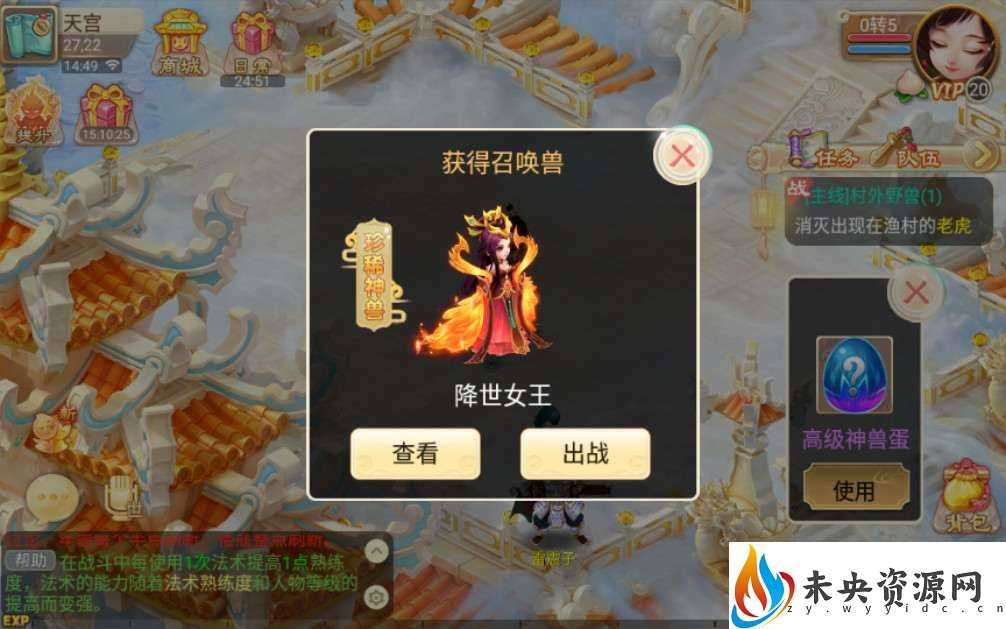 天宫
27,22
14:49
商城
日常
24:51
15:10:25
0转5
VIP20
任务
队伍
战
[主线]村外野兽(1)
消灭出现在渔村的老虎
获得召唤兽
珍稀神兽
降世女王
查看
出战
高级神兽蛋
使用
新
背包
雷震子
帮助
在战斗中每使用1次法术提高1点熟练
度，法术的能力随着法术熟练度和人物等级的
提高而变强。
EXP
未央资源网
zy.wyyidc.cn